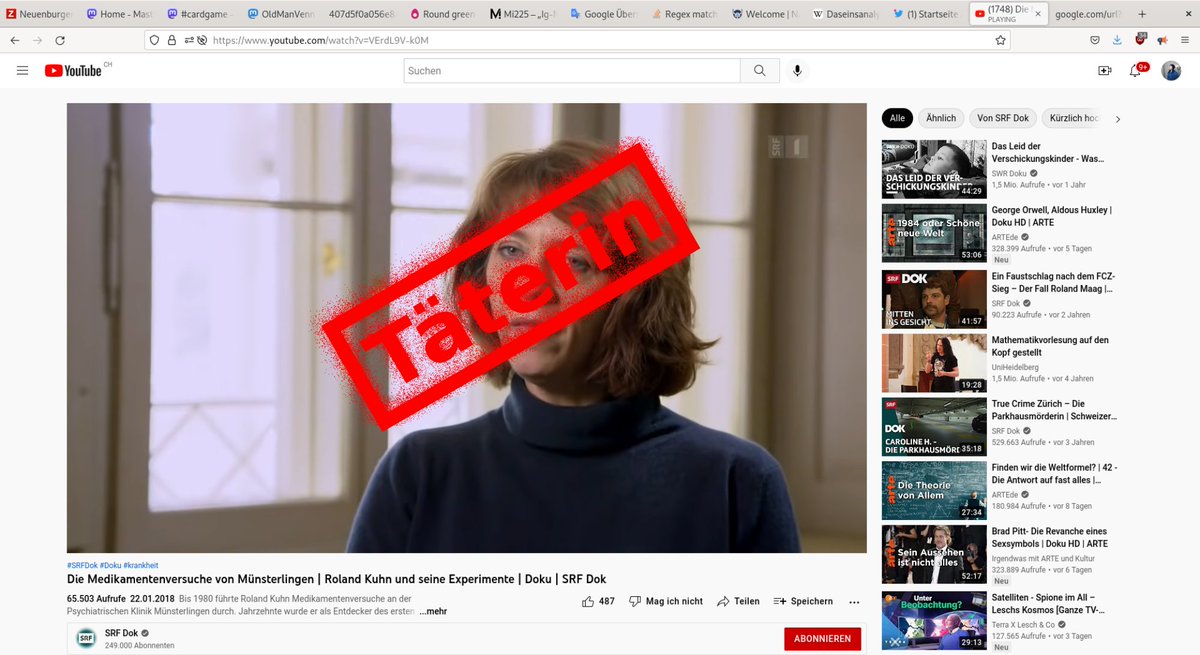 Neuenburger
Home - Mast
#cardgame -
OldManVenn
407d5f0a056e8
Round green
Mi225 – „Ig-N
Google Über
Regex match
Welcome | N
Daseinsanaly
(1) Startseite
(1748) Die
PLAYING
google.com/url?
https://www.youtube.com/watch?v=VErdL9V-k0M
YouTube CH
Suchen
9+
SRF 1
Täterin
#SRFDok #Doku #krankheit
Die Medikamentenversuche von Münsterlingen | Roland Kuhn und seine Experimente | Doku | SRF Dok
65.503 Aufrufe 22.01.2018 Bis 1980 führte Roland Kuhn Medikamentenversuche an der
Psychiatrischen Klinik Münsterlingen durch. Jahrzehnte wurde er als Entdecker des ersten ...mehr
487
Mag ich nicht
Teilen
Speichern
SRF
SRF Dok
249.000 Abonnenten
ABONNIEREN
Alle
Ähnlich
Von SRF Dok
Kürzlich hoc
DAS LEID DER VER-
SCHICKUNGSKINDER
44:29
Das Leid der
Verschickungskinder - Was...
SWR Doku
1,5 Mio. Aufrufe • vor 1 Jahr
arte
1984 oder Schöne
neue Welt
53:06
George Orwell, Aldous Huxley |
Doku HD | ARTE
ARTEde
328.399 Aufrufe • vor 5 Tagen
Neu
SRF DOK
MITTEN
INS GESICHT
41:57
Ein Faustschlag nach dem FCZ-
Sieg – Der Fall Roland Maag |...
SRF Dok
90.223 Aufrufe • vor 2 Jahren
19:28
Mathematikvorlesung auf den
Kopf gestellt
UniHeidelberg
1,5 Mio. Aufrufe • vor 4 Jahren
SRF
DOK
CAROLINE H. -
DIE PARKHAUSMÖRD
35:18
True Crime Zürich – Die
Parkhausmörderin | Schweizer...
SRF Dok
529.663 Aufrufe • vor 3 Jahren
arte
Die Theorie
von Allem
27:34
Finden wir die Weltformel? | 42 -
Die Antwort auf fast alles |...
ARTEde
180.984 Aufrufe • vor 8 Tagen
arte
Sein Aussehen
ist nicht alles
52:17
Brad Pitt- Die Revanche eines
Sexsymbols | Doku HD | ARTE
Irgendwas mit ARTE und Kultur
323.889 Aufrufe • vor 6 Tagen
Neu
Unter
Beobachtung?
29:13
Satelliten - Spione im All –
Leschs Kosmos [Ganze TV-...
Terra X Lesch & Co
127.565 Aufrufe • vor 3 Tagen
Neu